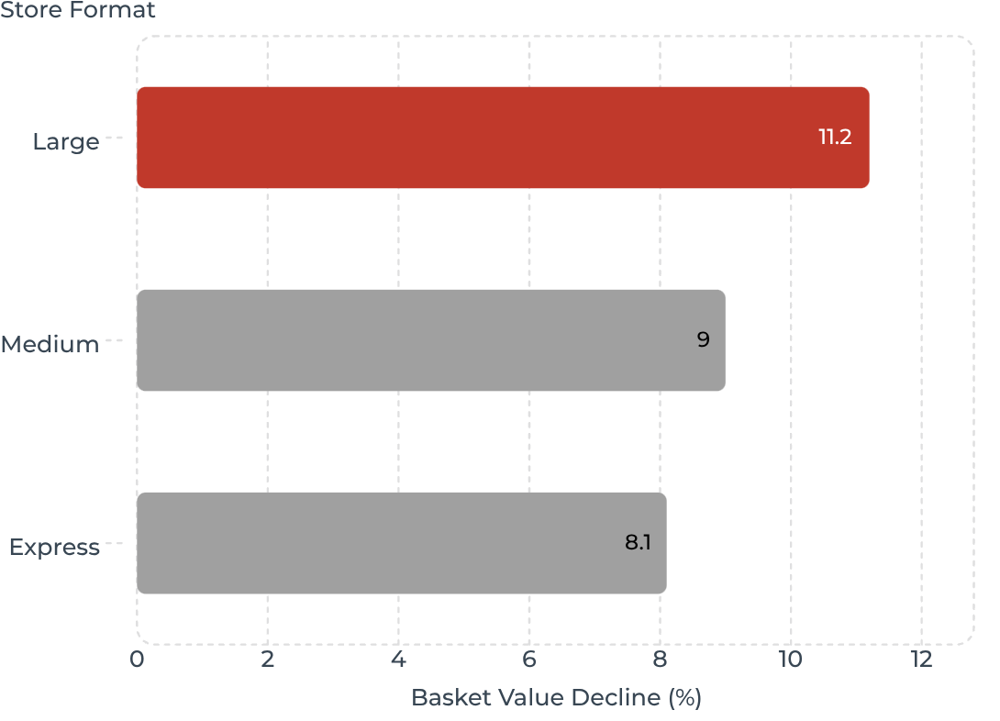 Store Format
Large
11.2
Medium
9
Express
8.1
0 2 4 6 8 10 12
Basket Value Decline (%)